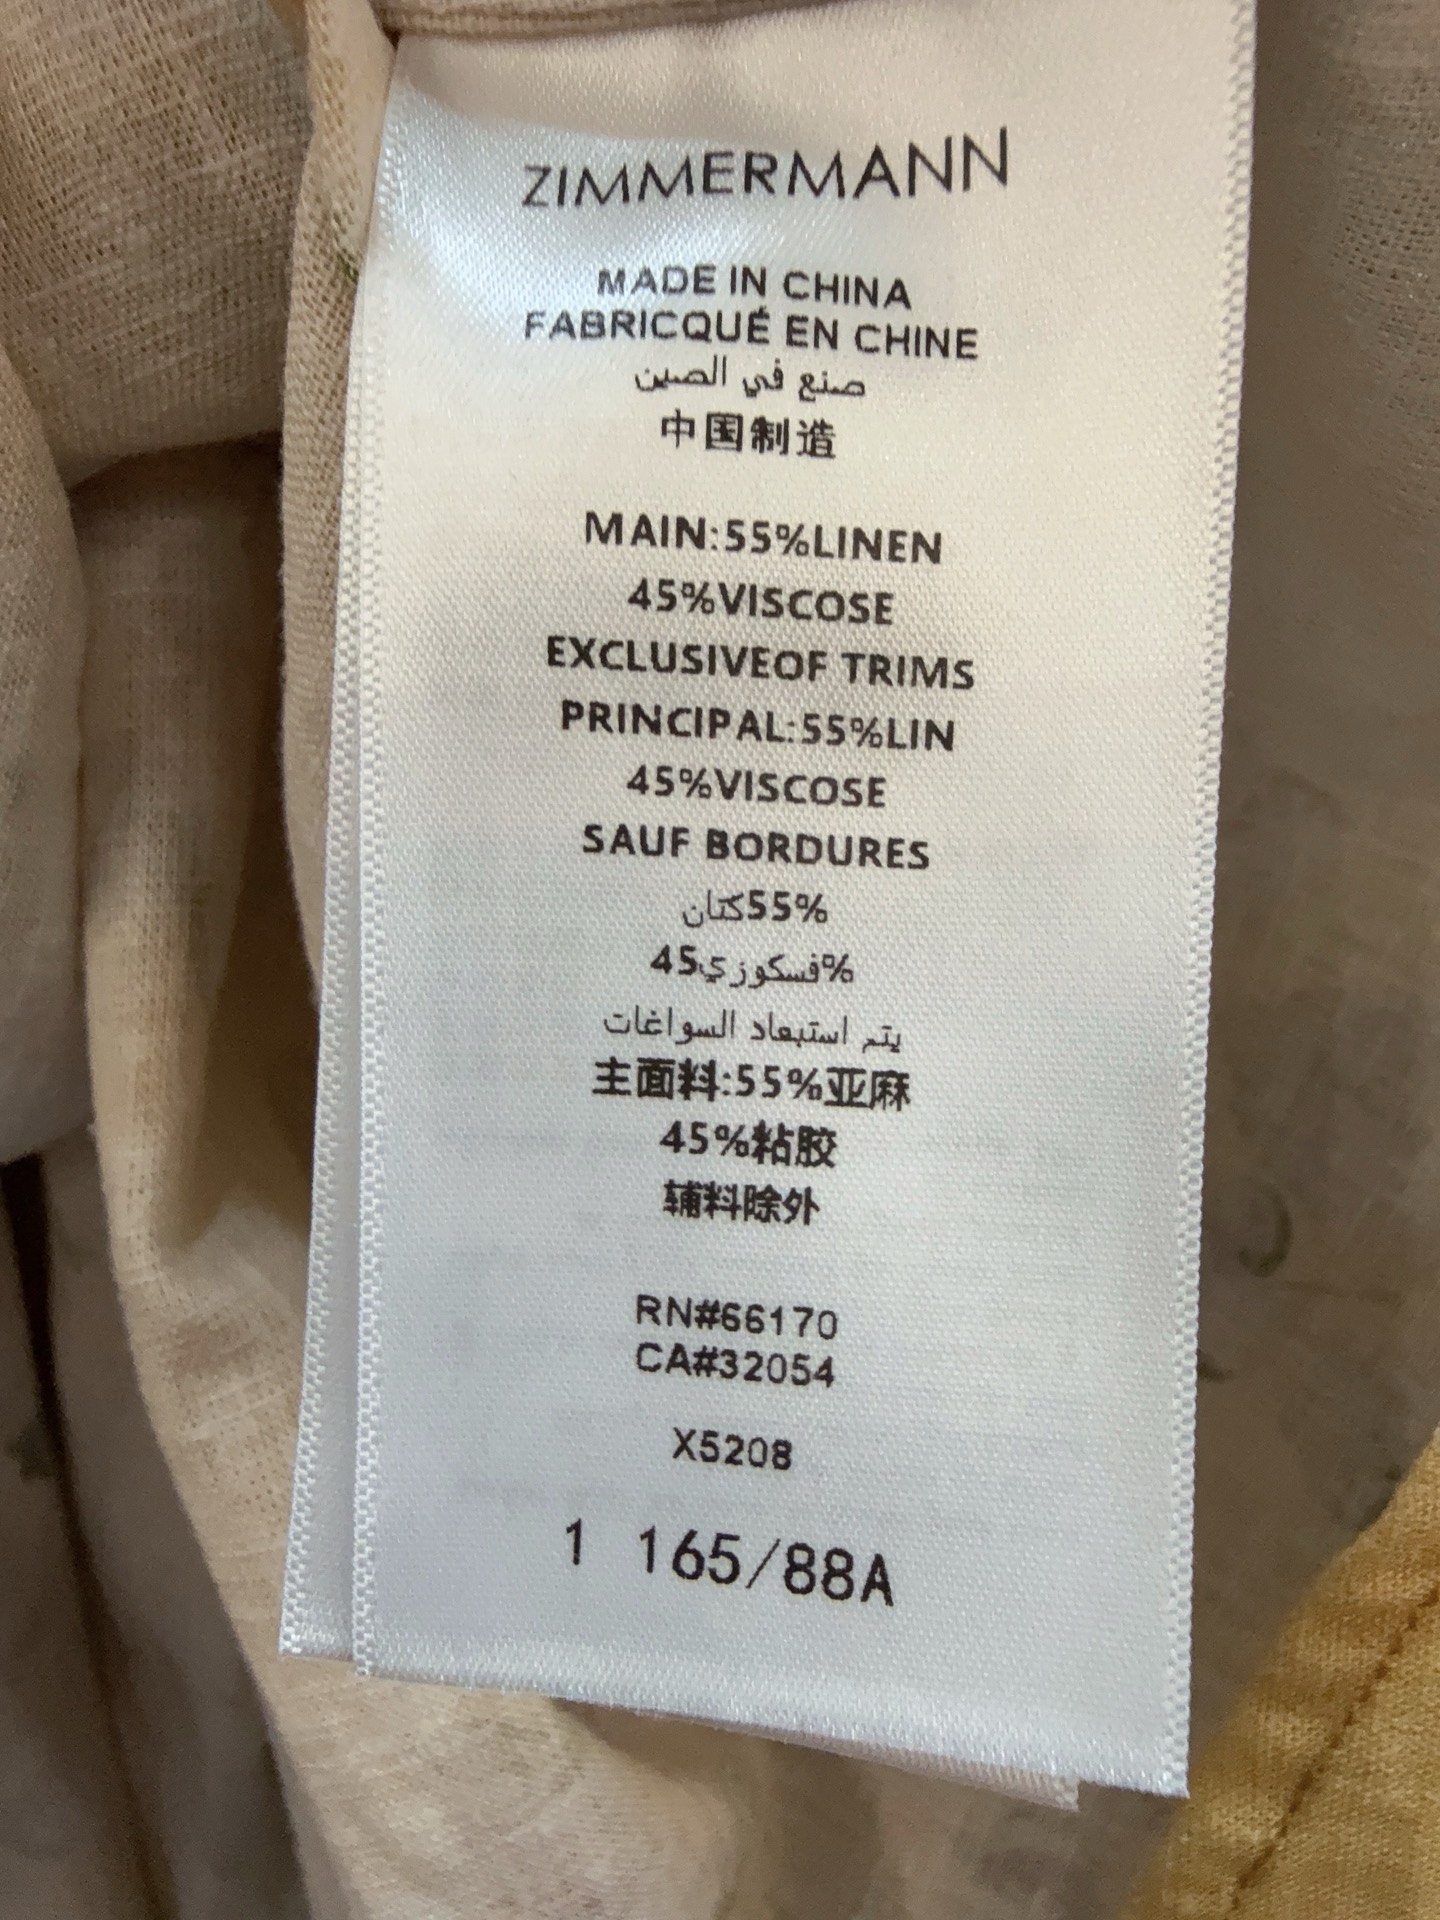 ZIMMERMANN
MADE IN CHINA
FABRICQUÉ EN CHINE
صنع في الصين
中国制造
MAIN:55%LINEN
45%VISCOSE
EXCLUSIVEOF TRIMS
PRINCIPAL:55%LIN
45%VISCOSE
SAUF BORDURES
55%كتان
%فسكوزي45
يتم استبعاد السواغات
主面料:55%亚麻
45%粘胶
辅料除外
RN#66170
CA#32054
X5208
1 165/88A